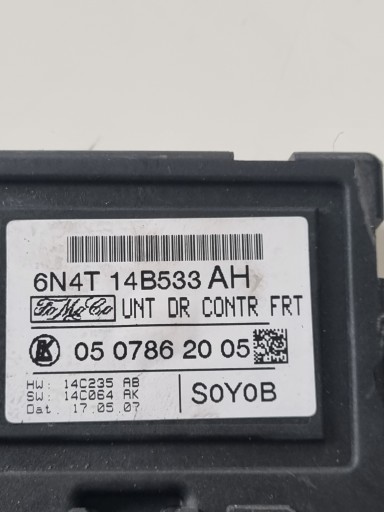 6N4T 14B533 AH
FoMoCo UNT DR CONTR FRT
K 05 0786 20 05
HW: 14C235 AB
SW: 14C064 AK
Dat: 17.05.07
S0Y0B